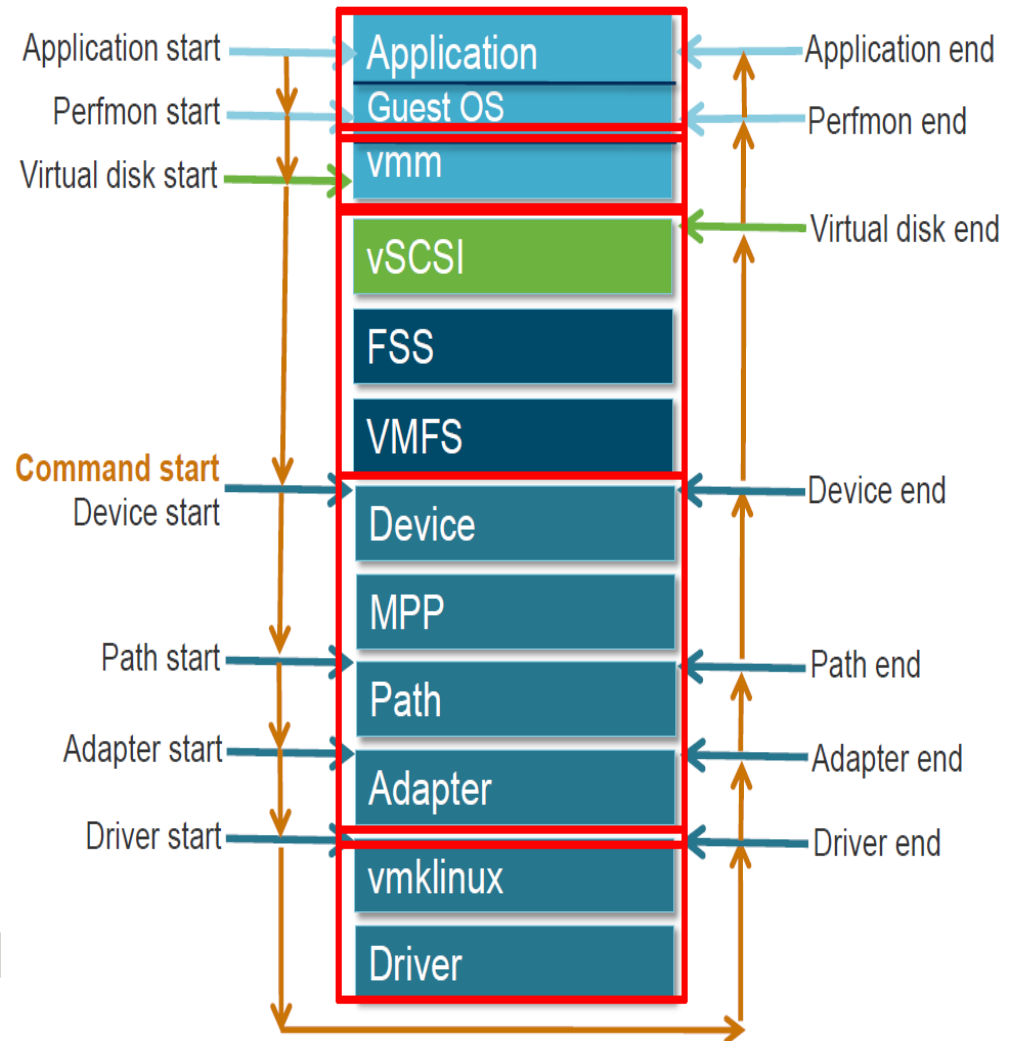 Application start
Application
Application end
Perfmon start
Guest OS
Perfmon end
Virtual disk start
vmm
Virtual disk end
vSCSI
FSS
VMFS
Command start
Device start
Device end
Device
MPP
Path start
Path end
Path
Adapter start
Adapter end
Adapter
Driver start
Driver end
vmklinux
Driver